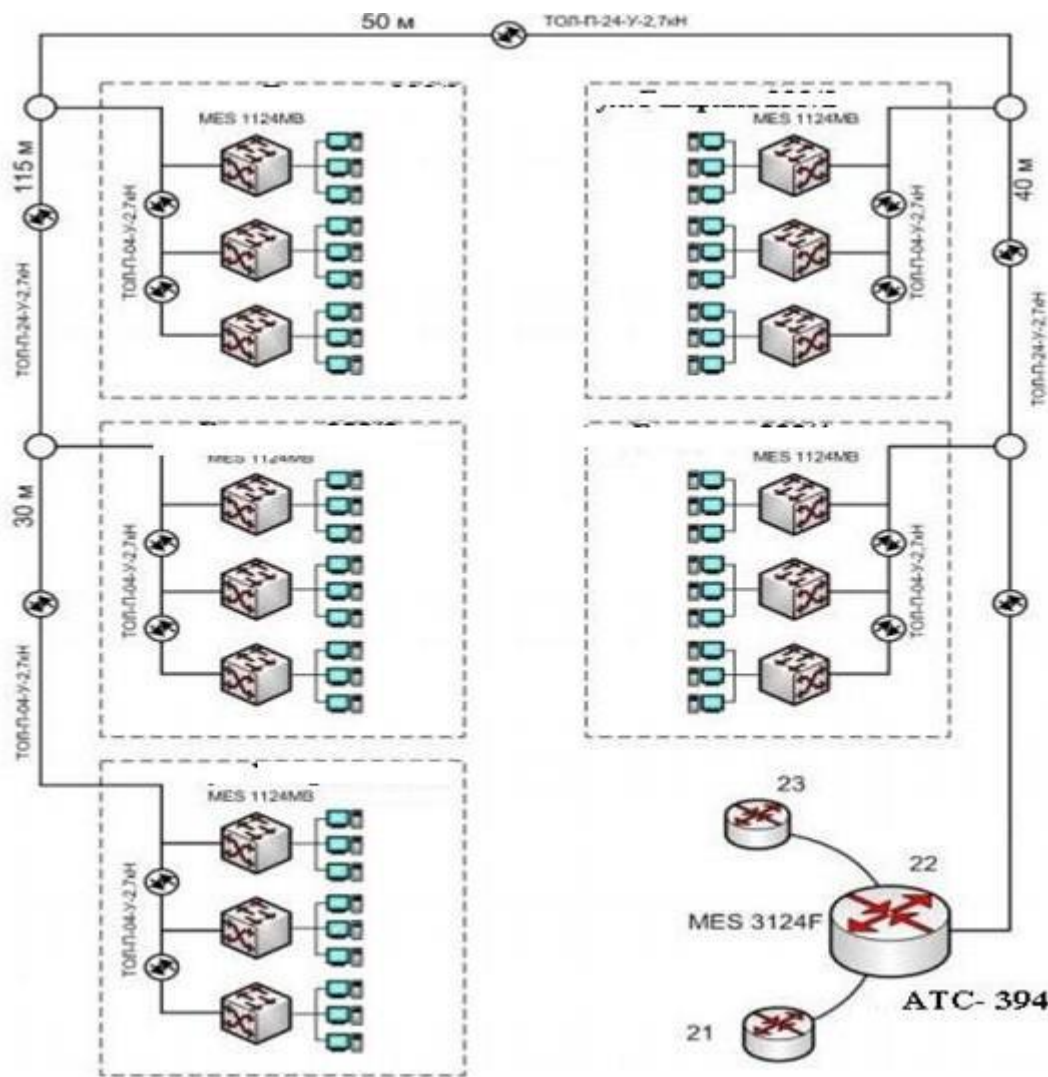 50 м
ТОЛ-П-24-У-2,7кН
MES 1124MB
MES 1124MB
115 м
40 м
ТОЛ-П-04-У-2,7кН
ТОЛ-П-04-У-2,7кН
ТОЛ-П-24-У-2,7кН
ТОЛ-П-24-У-2,7кН
MES 1124MB
MES 1124MB
30 м
ТОЛ-П-04-У-2,7кН
ТОЛ-П-04-У-2,7кН
ТОЛ-П-04-У-2,7кН
MES 1124MB
23
ТОЛ-П-04-У-2,7кН
22
MES 3124F
АТС- 394
21